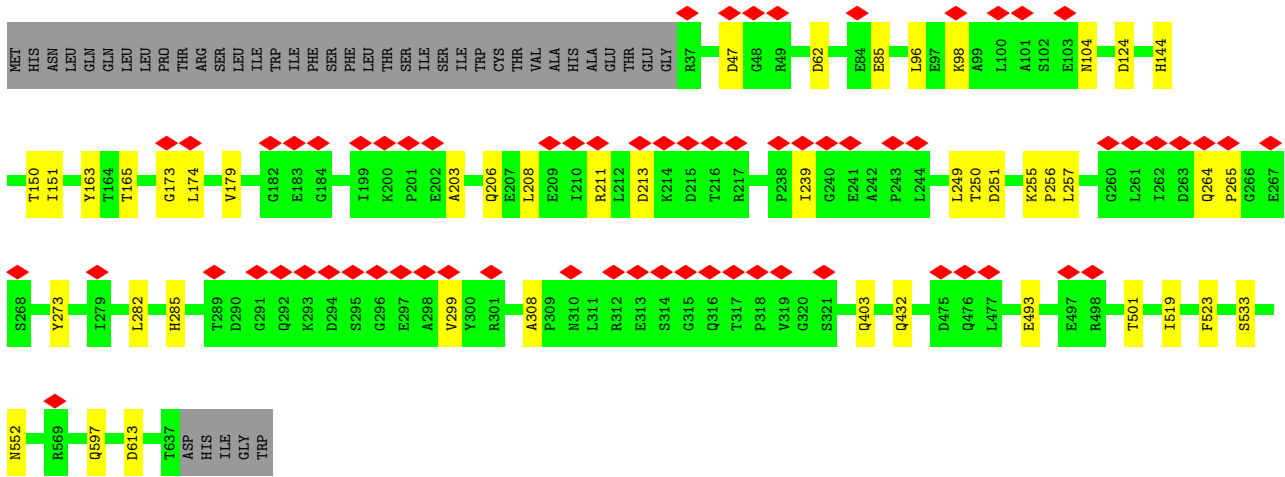 MET HIS ASN LEU GLN GLN LEU LEU PRO THR ARG SER LEU ILE TRP ILE PHE SER PHE LEU THR SER ILE SER ILE TRP CYS THR VAL ALA HIS ALA GLU THR GLU GLY R37 D47 G48 R49 D62 E84 E85 L96 E97 K98 A99 L100 A101 S102 E103 N104 D124 H144
T150 I151 Y163 T164 T165 G173 L174 V179 G182 E183 G184 I199 K200 P201 E202 A203 Q206 E207 L208 E209 I210 R211 L212 D213 K214 D215 T216 R217 P238 I239 G240 E241 A242 P243 L244 L249 T250 D251 K255 P256 L257 G260 L261 I262 D263 Q264 P265 G266 E267
S268 Y273 I279 L282 H285 T289 D290 G291 Q292 K293 D294 S295 G296 E297 A298 V299 Y300 R301 A308 P309 N310 L311 R312 E313 S314 G315 Q316 T317 P318 V319 G320 S321 Q403 Q432 D475 Q476 L477 E493 E497 R498 T501 I519 F523 S533
N552 R569 Q597 D613 T637 ASP HIS ILE GLY TRP